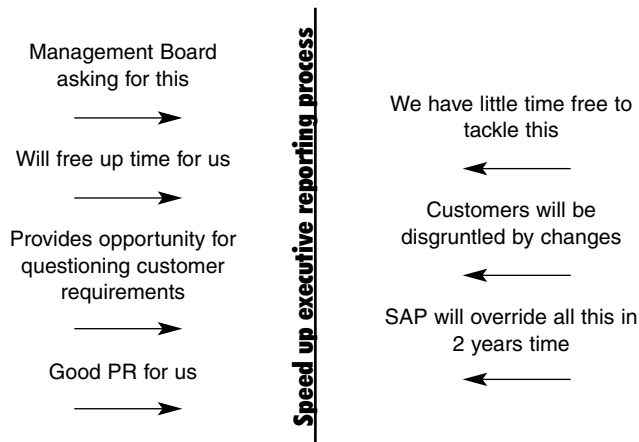 Management Board
asking for this
Will free up time for us
Provides opportunity for
questioning customer
requirements
Good PR for us
Speed up executive reporting process
We have little time free to
tackle this
Customers will be
disgruntled by changes
SAP will override all this in
2 years time